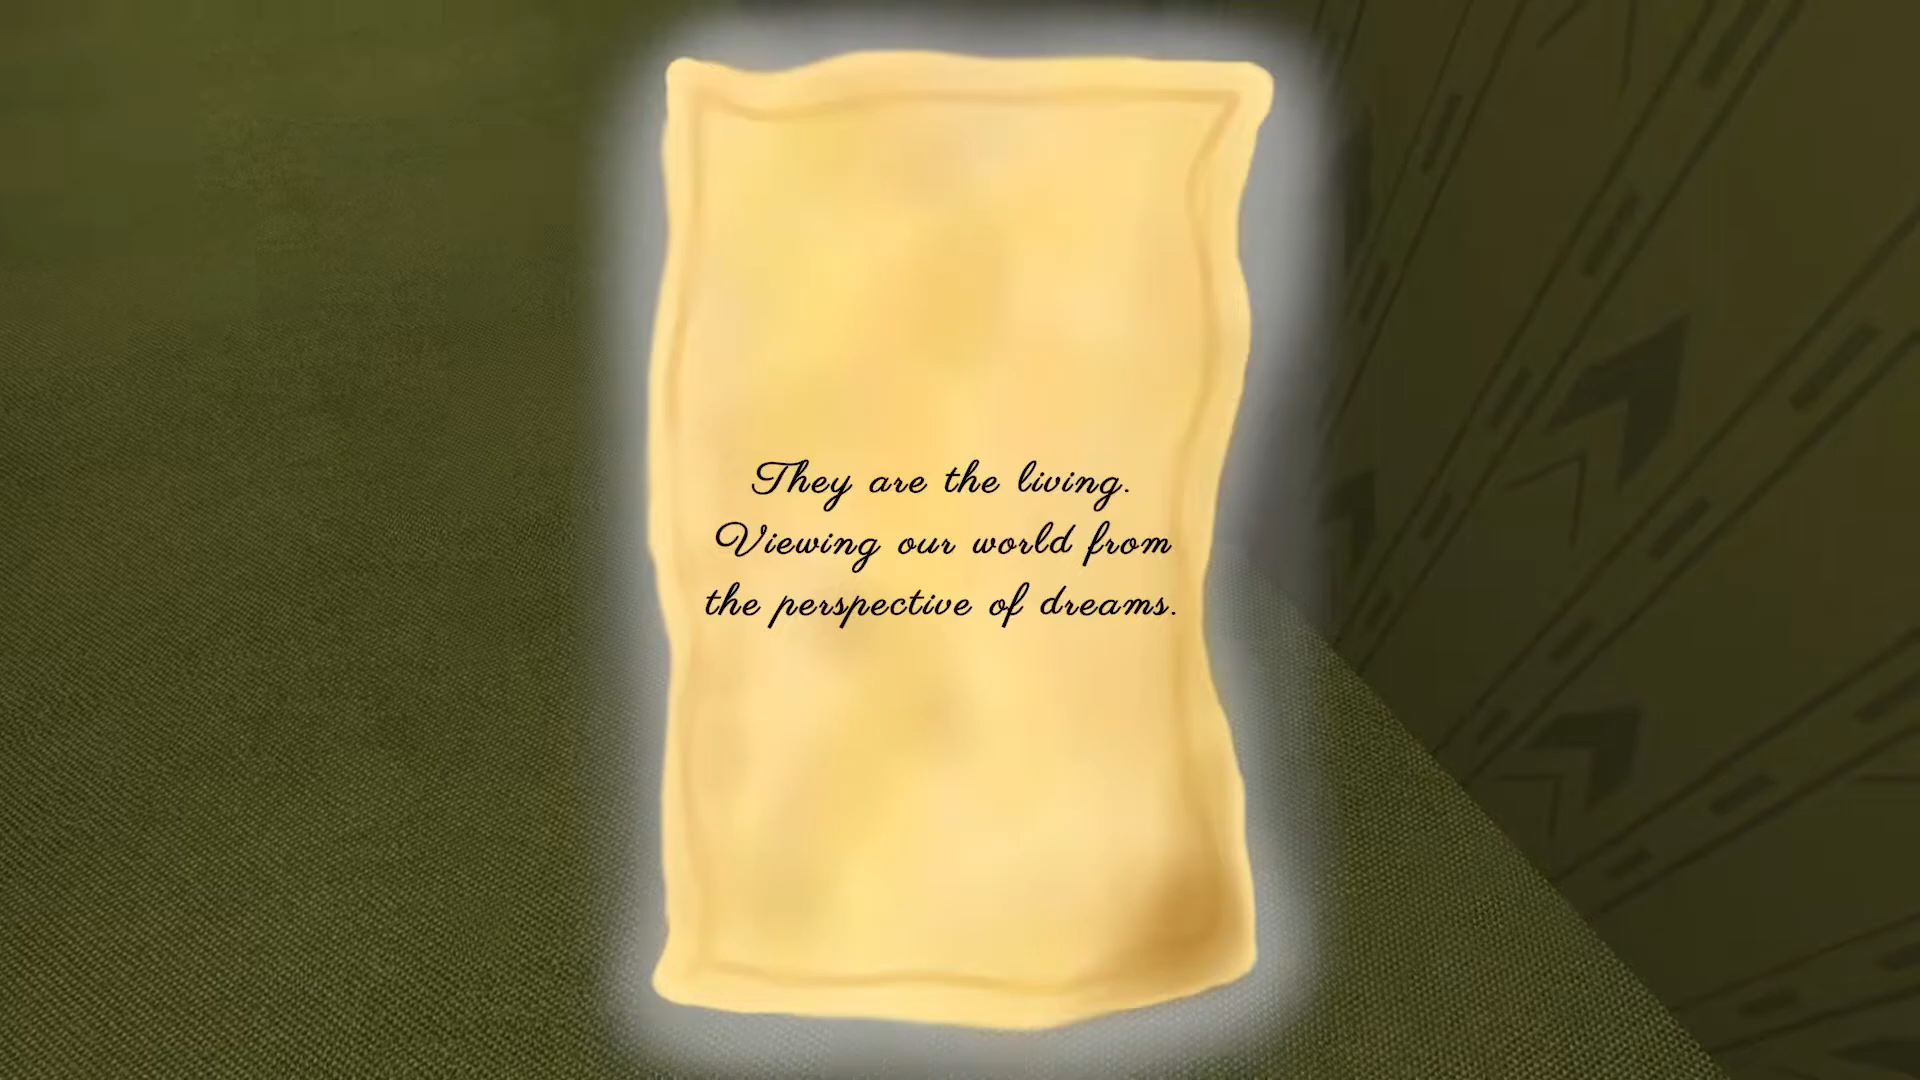 They are the living.
Viewing our world from
the perspective of dreams.